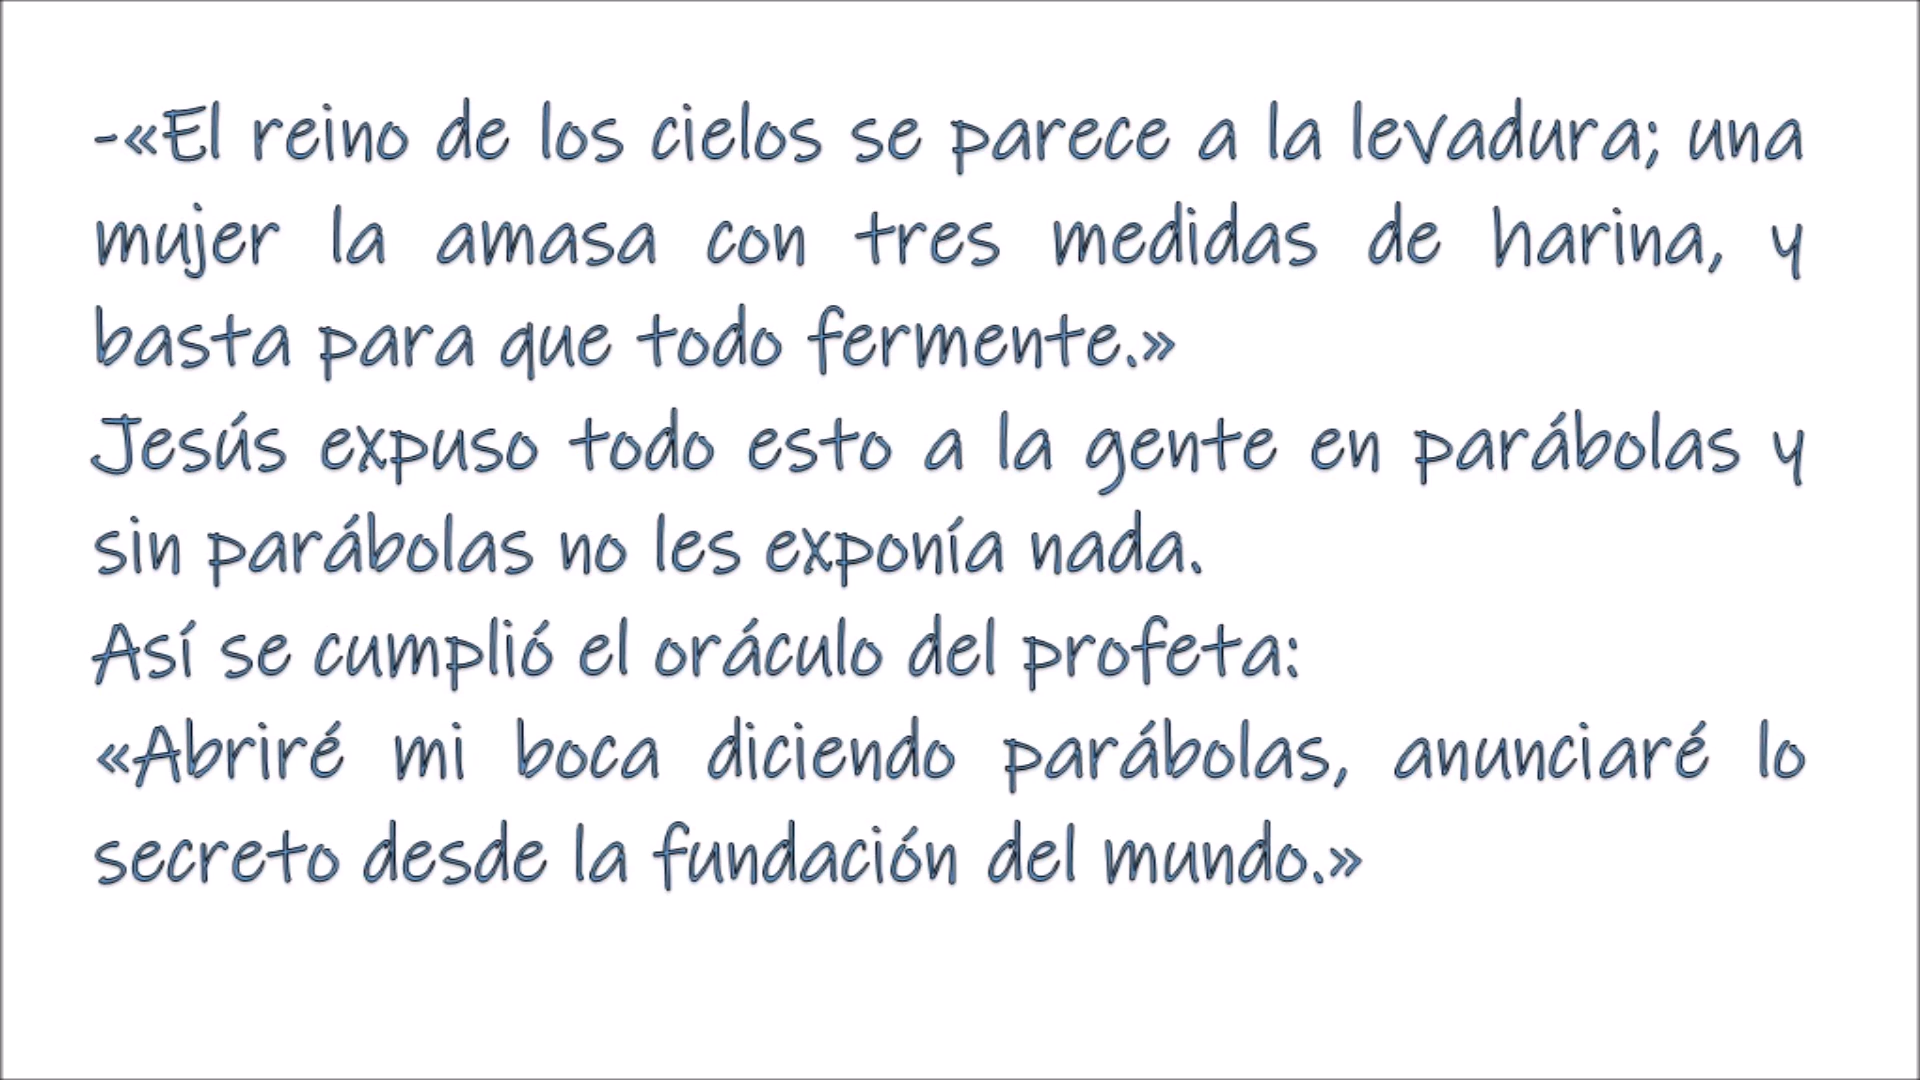 -«El reino de los cielos se parece a la levadura; una
mujer la amasa con tres medidas de harina, y
basta para que todo fermente.»
Jesús expuso todo esto a la gente en parábolas y
sin parábolas no les exponía nada.
Así se cumplió el oráculo del profeta:
«Abriré mi boca diciendo parábolas, anunciaré lo
secreto desde la fundación del mundo.»